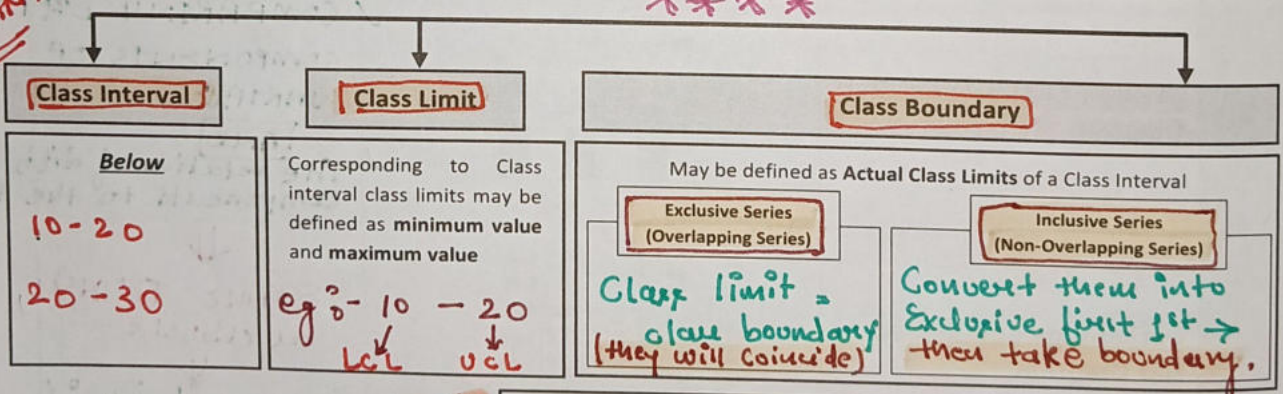 Class Interval
Class Limit
Class Boundary
Below
10-20
20-30
Corresponding to Class
interval class limits may be
defined as minimum value
and maximum value
eg :- 10 - 20
LCL UCL
May be defined as Actual Class Limits of a Class Interval
Exclusive Series
(Overlapping Series)
Class limit =
class boundary
(they will coincide)
Inclusive Series
(Non-Overlapping Series)
Convert them into
Exclusive first 1st →
then take boundary.